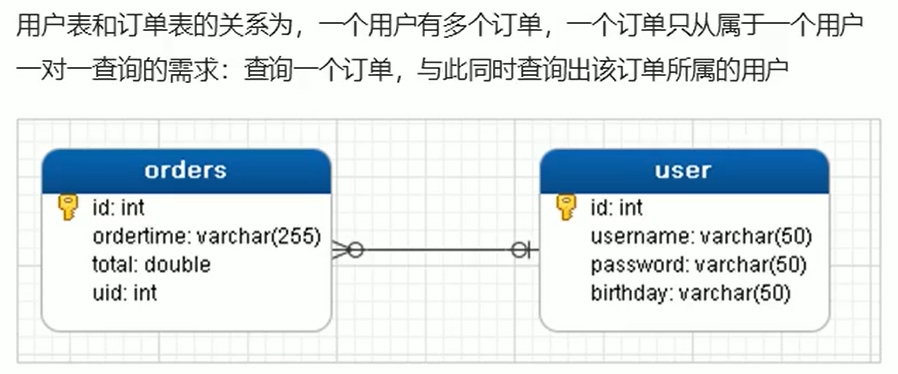 用户表和订单表的关系为，一个用户有多个订单，一个订单只从属于一个用户
一对一查询的需求：查询一个订单，与此同时查询出该订单所属的用户
orders
id: int
ordertime: varchar(255)
total: double
uid: int
user
id: int
username: varchar(50)
password: varchar(50)
birthday: varchar(50)